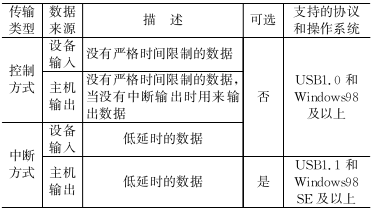 传输
类型
数据
来源
描 述
可选
支持的协议
和操作系统
控制
方式
设备
输入
没有严格时间限制的数据
否
USB1.0 和
Windows98
及以上
主机
输出
没有严格时间限制的数据,
当没有中断输出时用来输
出数据
中断
方式
设备
输入
低延时的数据
主机
输出
低延时的数据
是
USB1.1 和
Windows98
SE 及以上